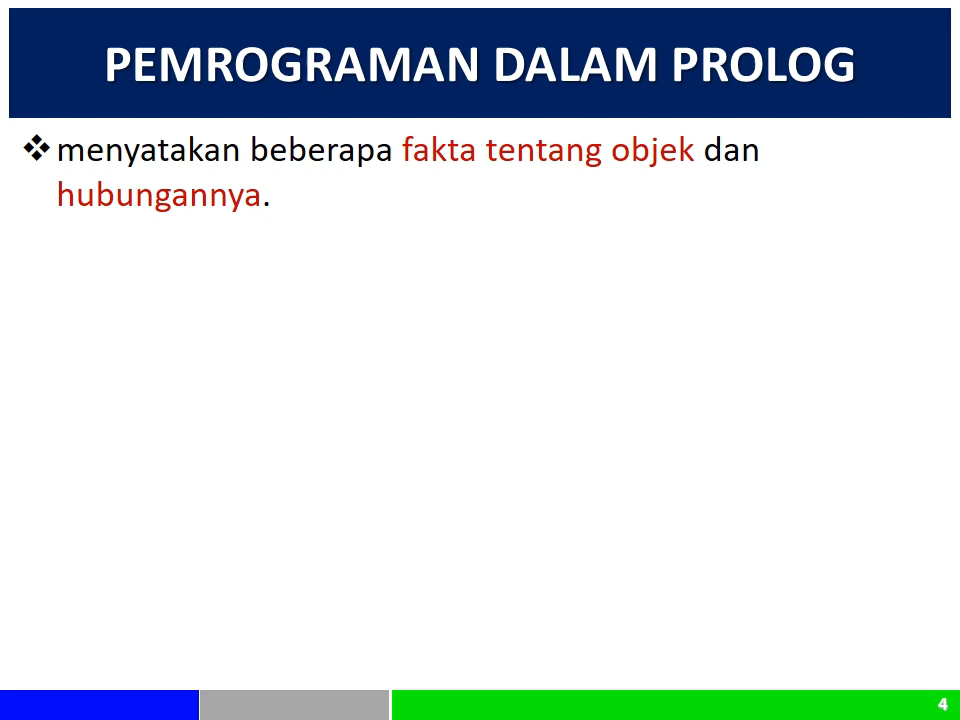 PEMROGRAMAN DALAM PROLOG
❖menyatakan beberapa fakta tentang objek dan
hubungannya.
4